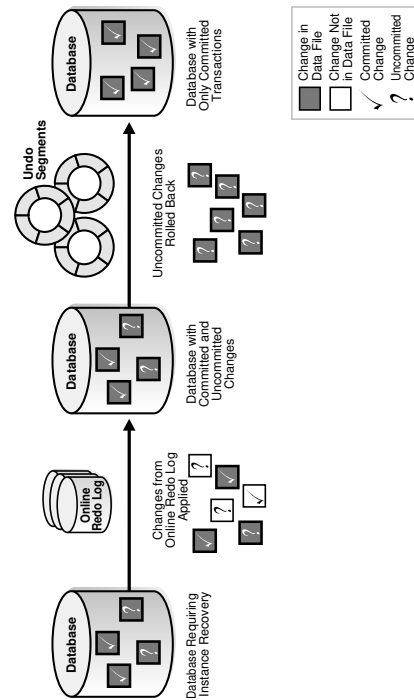 Database
Database Requiring
Instance Recovery
Online
Redo Log
Changes from
Online Redo Log
Applied
?
?
?
Database
Database with
Committed and
Uncommitted
Changes
Undo
Segments
Uncommitted Changes
Rolled Back
?
?
?
?
?
?
Database
Database with
Only Committed
Transactions
Change in
Data File
Change Not
in Data File
Committed
Change
?
Uncommitted
Change